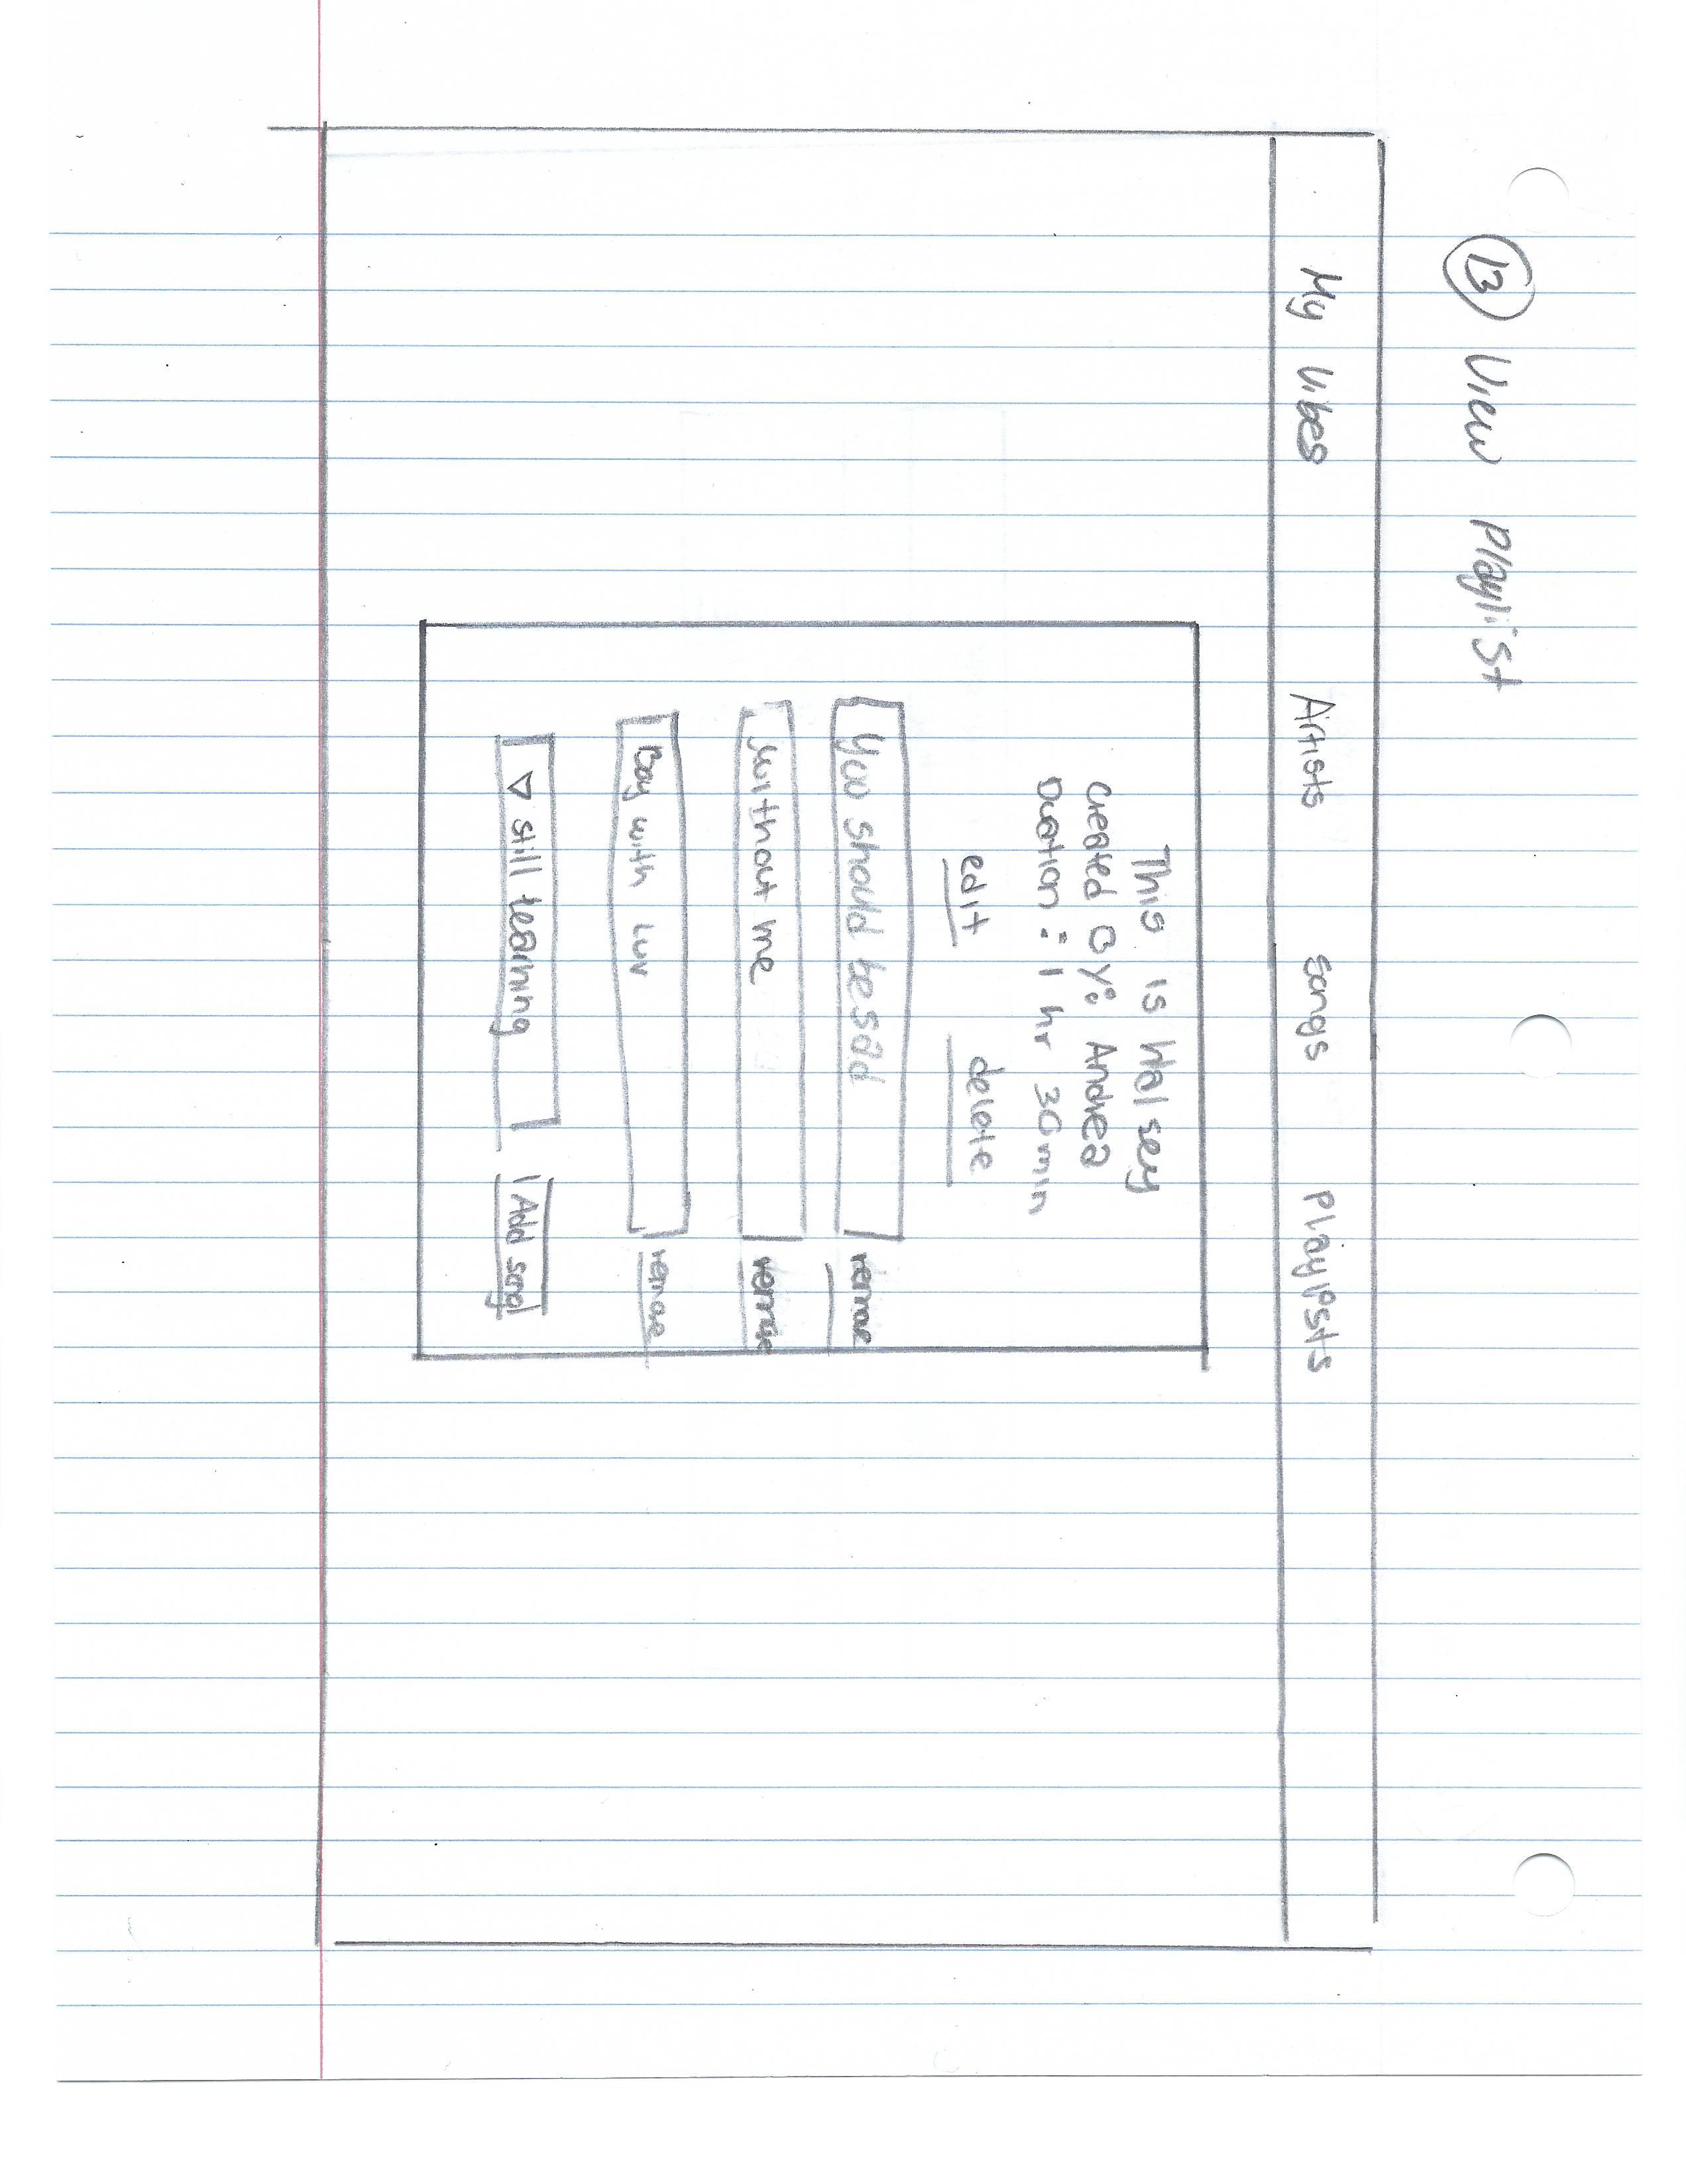 13 View Playlist
My Vibes Artists Songs Playlists
This is Halsey
Created By: Andrea
Duration: 1 hr 30min
edit delete
You should be sad remove
without me remove
Boy with Luv remove
▽ still learning Add song